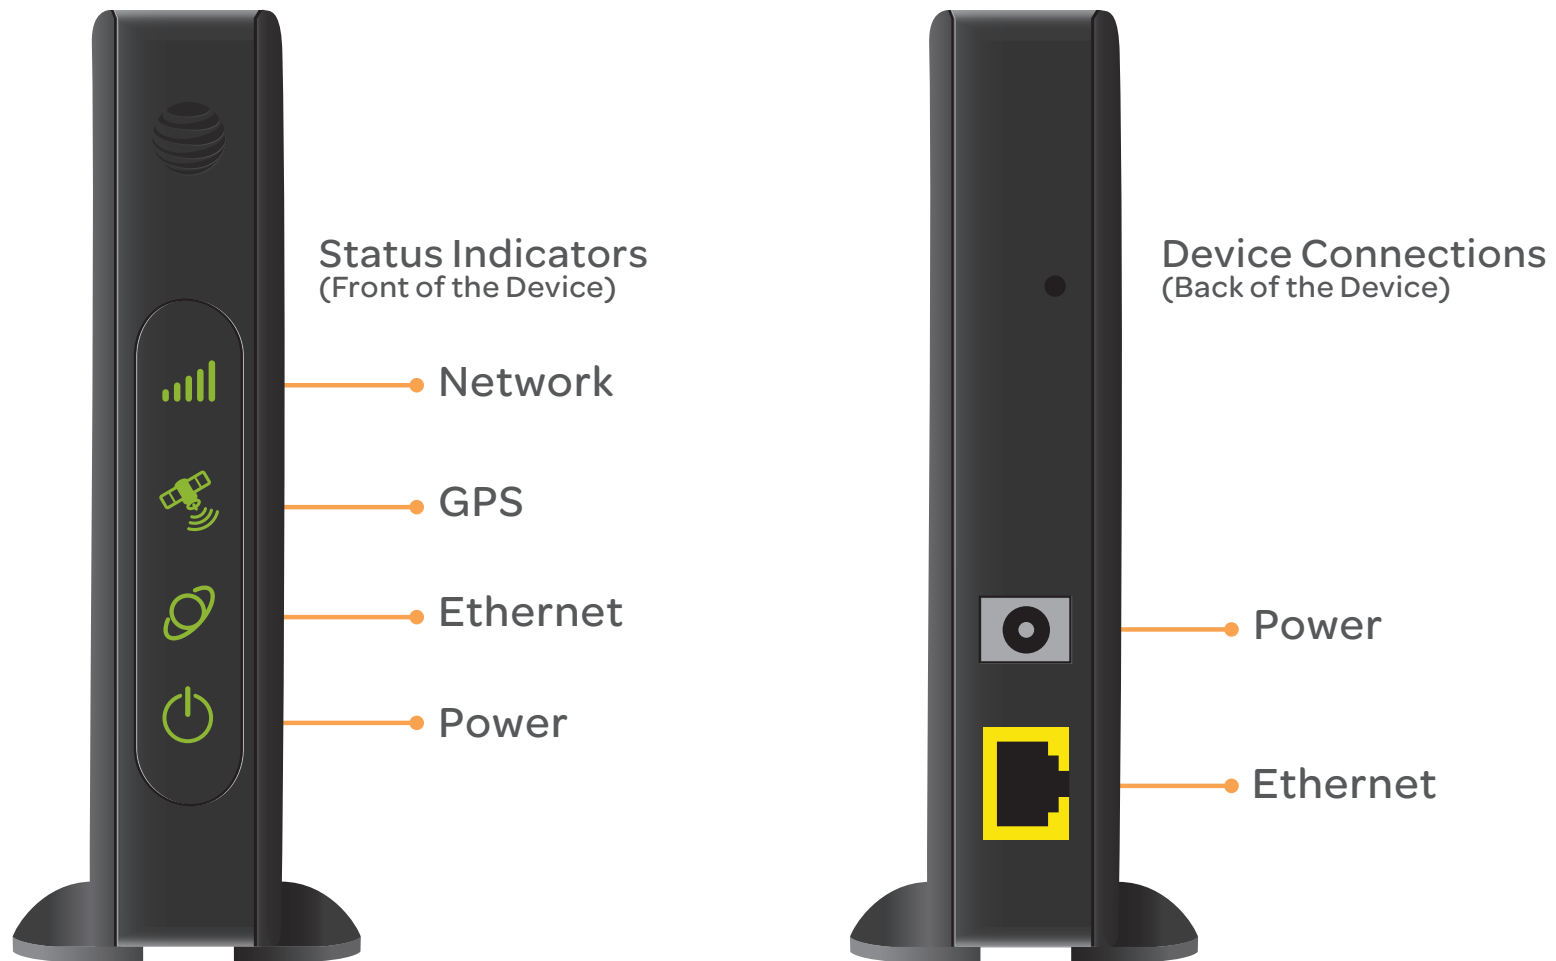 Status Indicators
(Front of the Device)
Network
GPS
Ethernet
Power
Device Connections
(Back of the Device)
Power
Ethernet